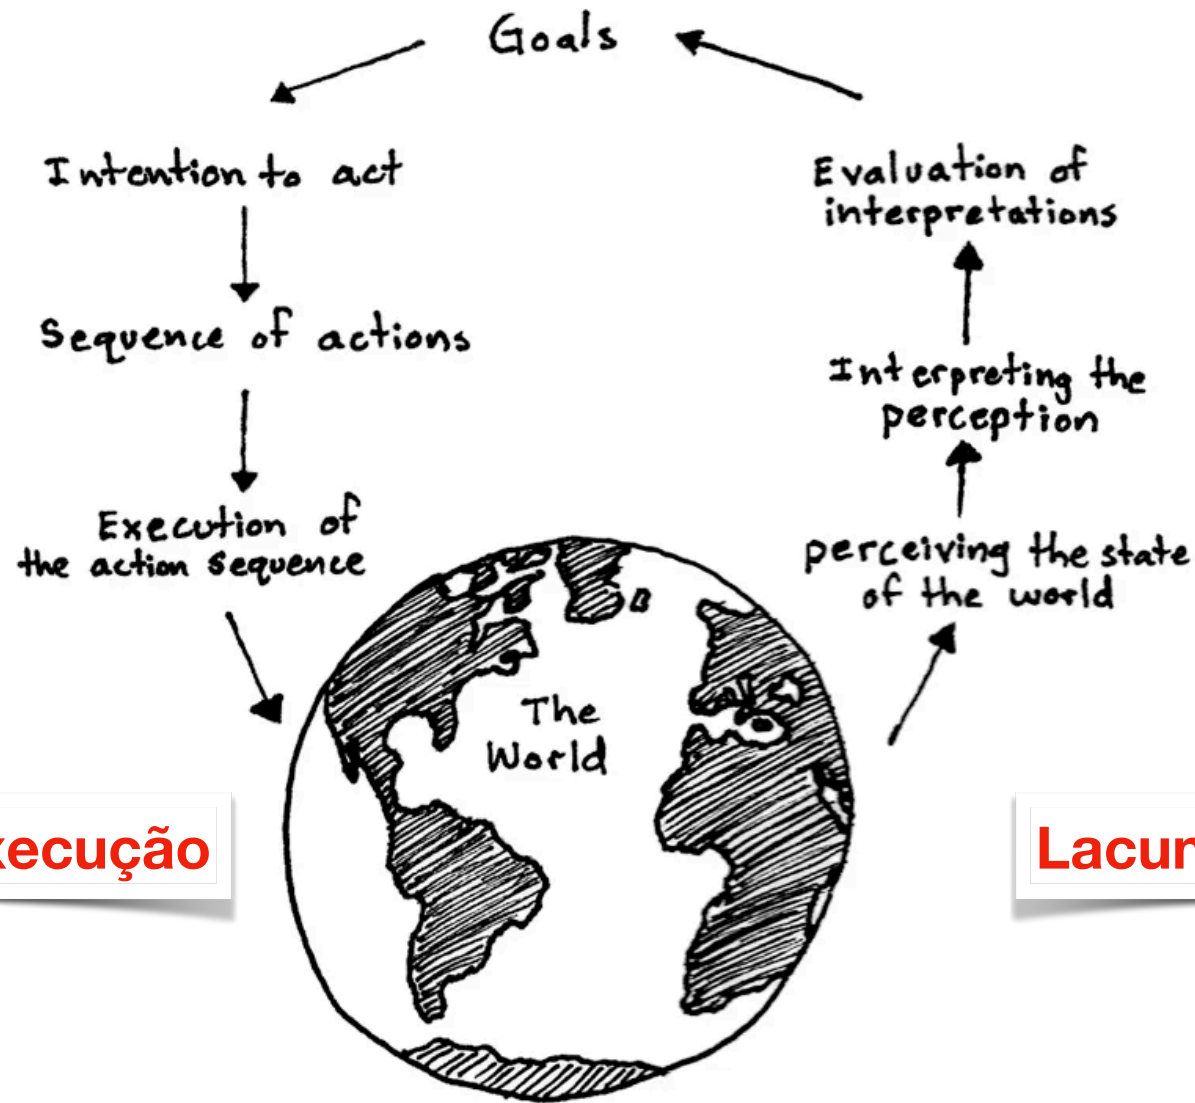 Goals
Intention to act
Sequence of actions
Execution of
the action sequence
The
World
perceiving the state
of the world
Interpreting the
perception
Evaluation of
interpretations
xecução
Lacun